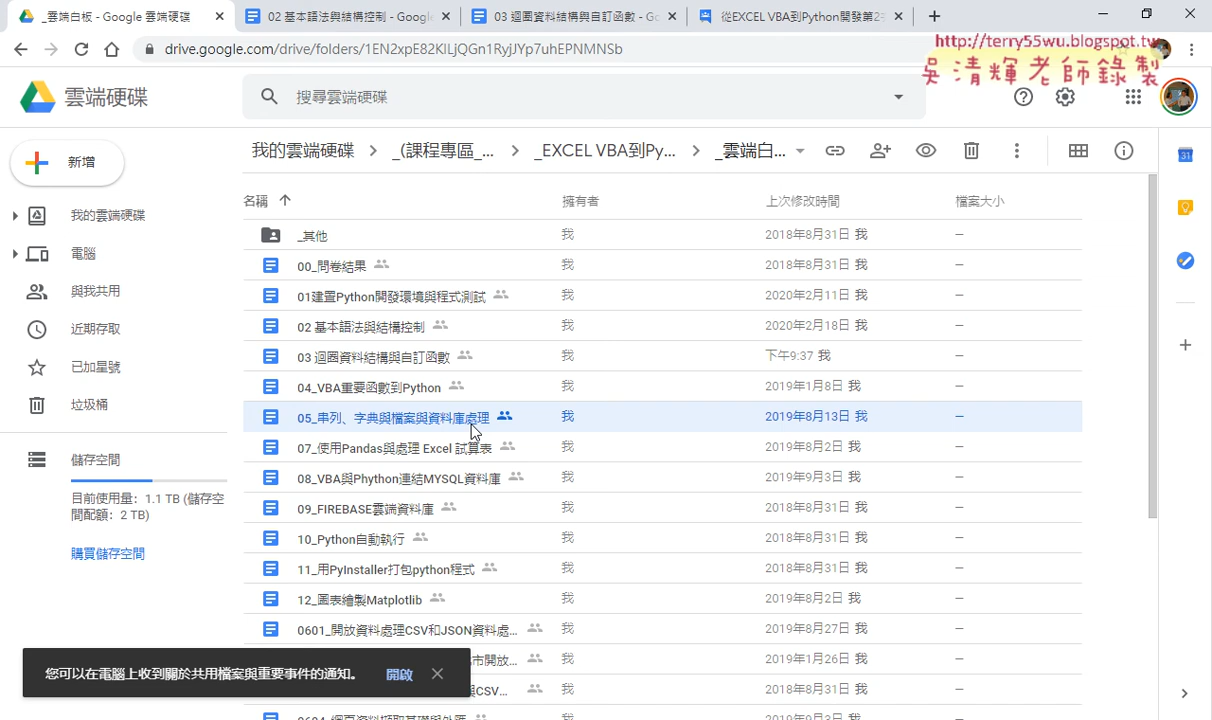 _雲端白板 - Google 雲端硬碟
02 基本語法與結構控制 - Googl
03 迴圈資料結構與自訂函數 - Go
從EXCEL VBA到Python開發第2
drive.google.com/drive/folders/1EN2xpE82KlLjQGn1RyjJYp7uhEPNMNSb
http://terry55wu.blogspot.tw
吳清輝老師錄製
雲端硬碟
搜尋雲端硬碟
新增
我的雲端硬碟 > _(課程專區_... > _EXCEL VBA到Py... > _雲端白...
名稱 擁有者 上次修改時間 檔案大小
我的雲端硬碟
電腦
與我共用
近期存取
已加星號
垃圾桶
儲存空間
目前使用量：1.1 TB (儲存空
間配額：2 TB)
購買儲存空間
_其他 我 2018年8月31日 我 —
00_問卷結果 我 2018年8月31日 我 —
01建置Python開發環境與程式測試 我 2020年2月11日 我 —
02 基本語法與結構控制 我 2020年2月18日 我 —
03 迴圈資料結構與自訂函數 我 下午9:37 我 —
04_VBA重要函數到Python 我 2019年1月8日 我 —
05_串列、字典與檔案與資料庫處理 我 2019年8月13日 我 —
07_使用Pandas與處理 Excel 試算表 我 2019年8月2日 我 —
08_VBA與Phython連結MYSQL資料庫 我 2019年9月3日 我 —
09_FIREBASE雲端資料庫 我 2018年8月31日 我 —
10_Python自動執行 我 2018年8月31日 我 —
11_用PyInstaller打包python程式 我 2018年8月31日 我 —
12_圖表繪製Matplotlib 我 2019年8月2日 我 —
0601_開放資料處理CSV和JSON資料處... 我 2019年8月27日 我 —
市開放... 我 2019年1月26日 我 —
與CSV... 我 2018年8月31日 我 —
我 2019年9月3日 我
您可以在電腦上收到關於共用檔案與重要事件的通知。 開啟
31